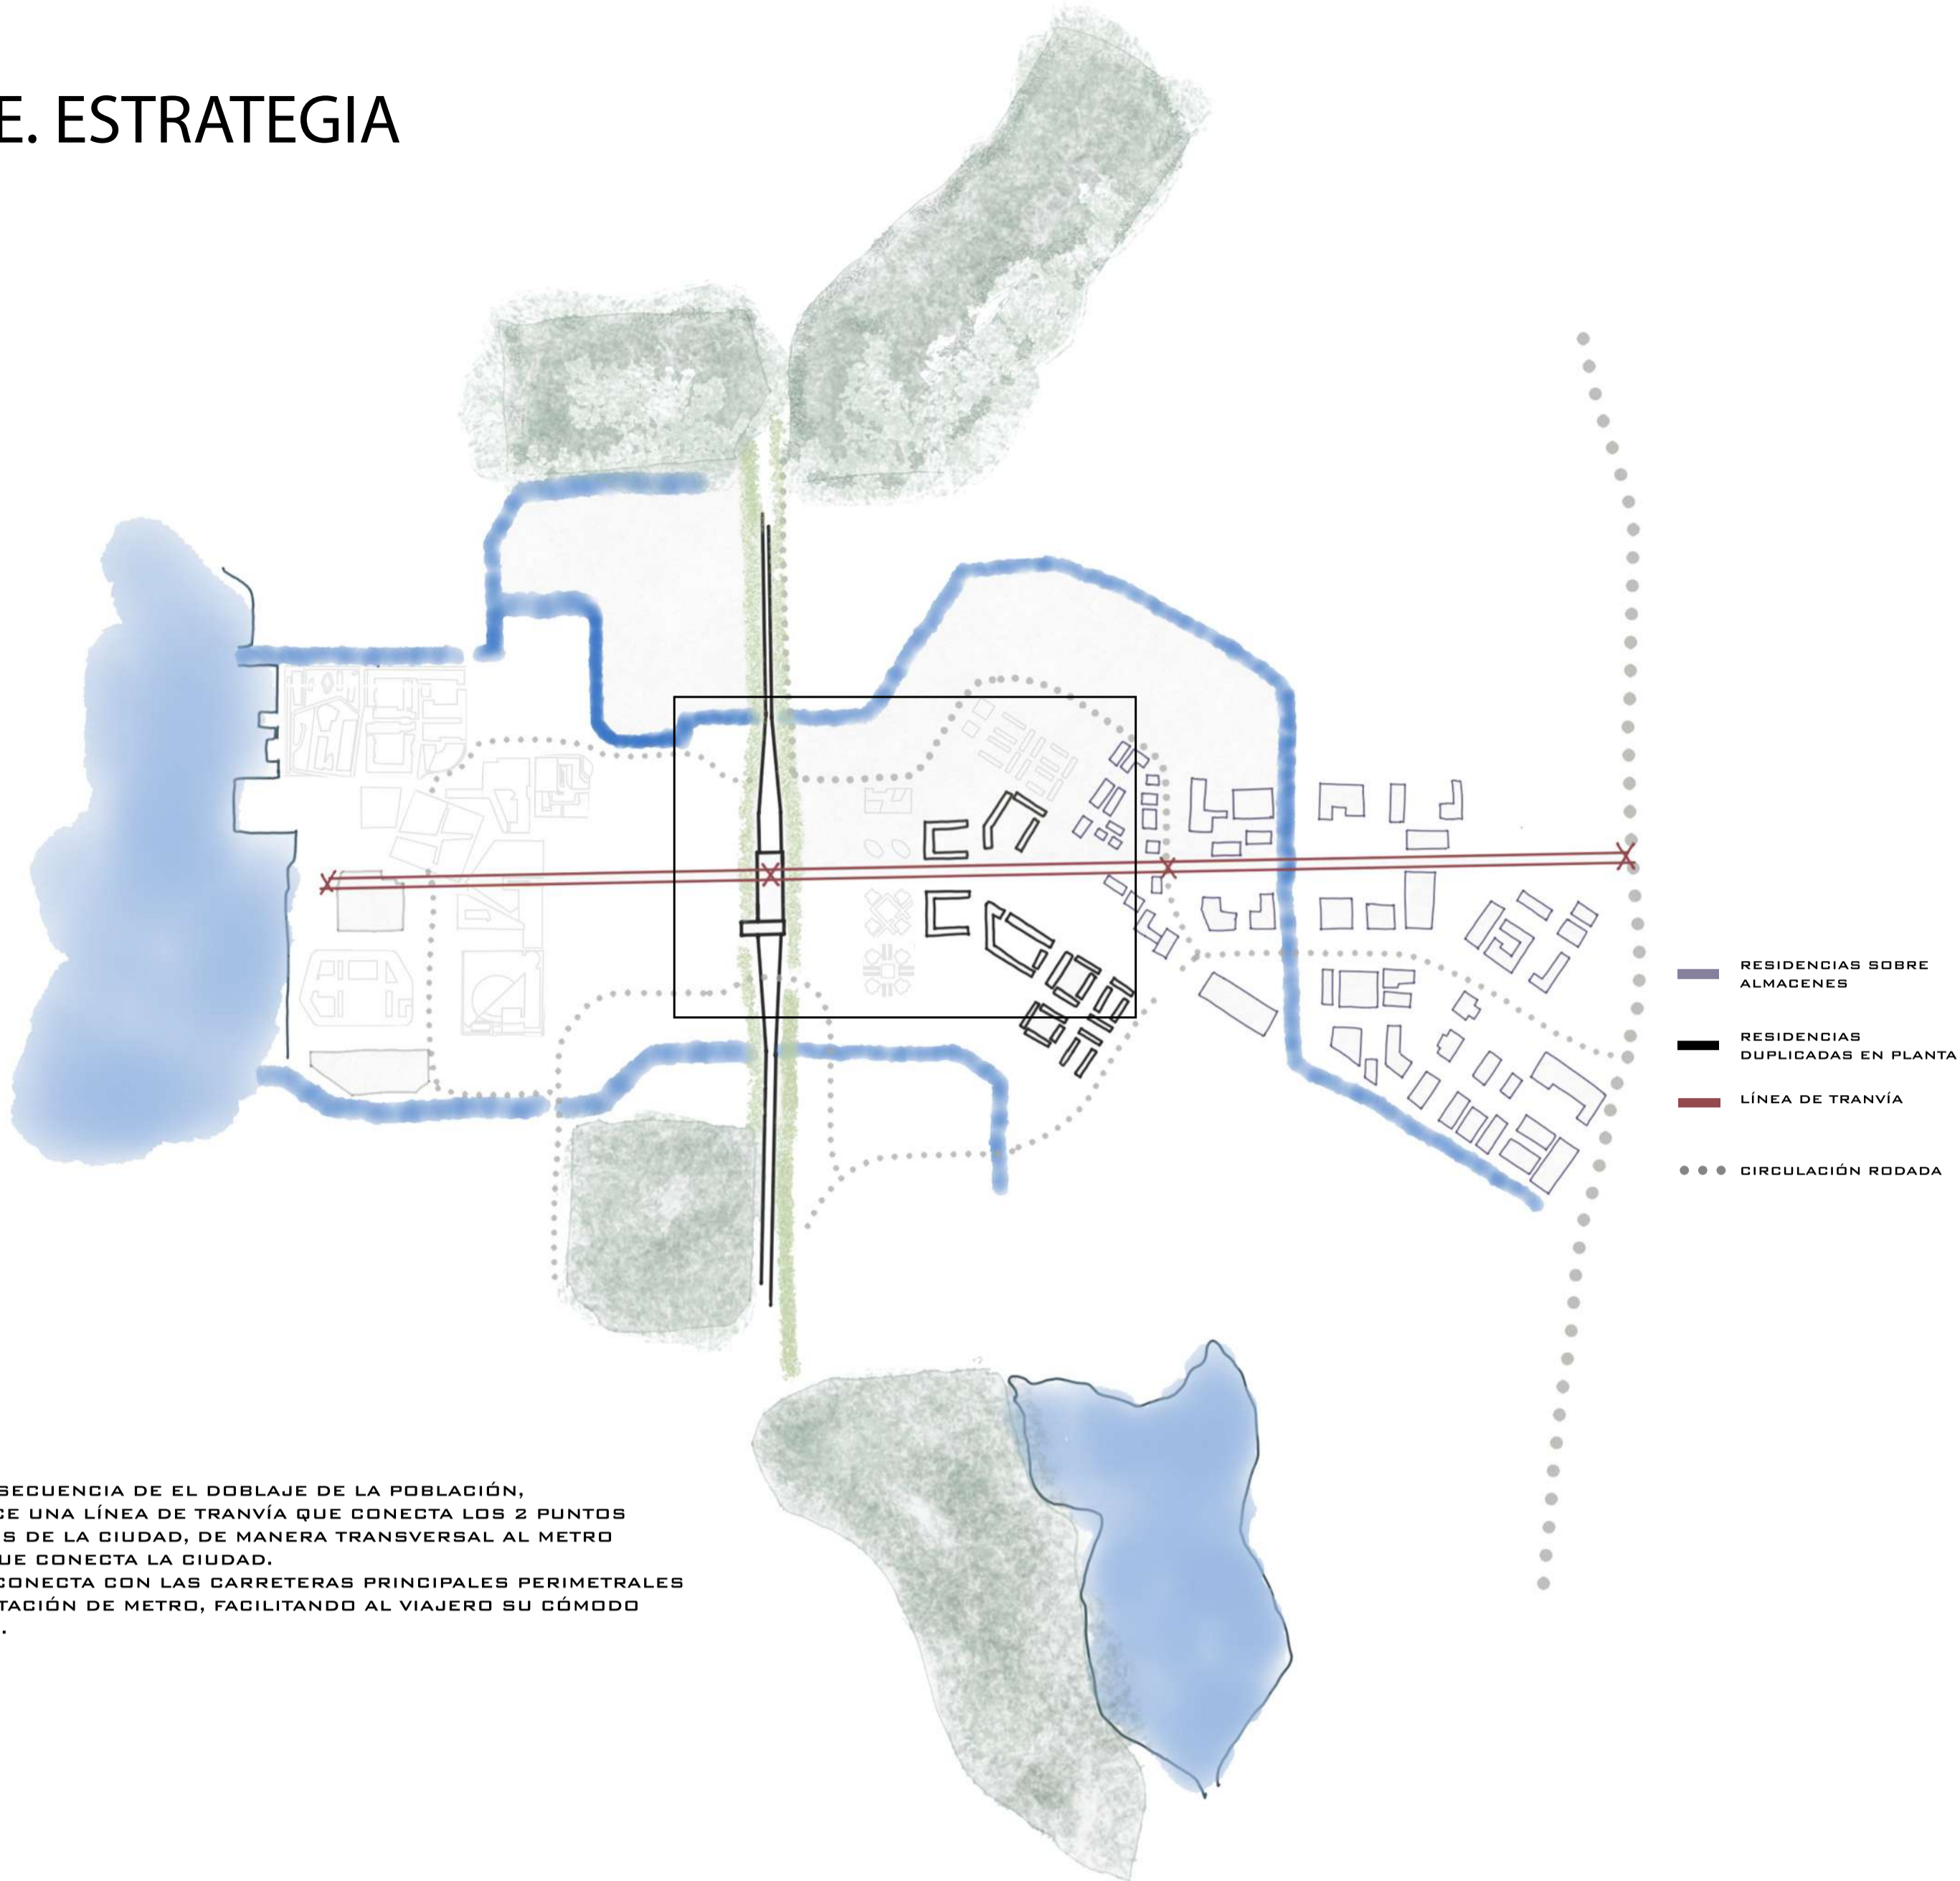 E. ESTRATEGIA
RESIDENCIAS SOBRE
ALMACENES
RESIDENCIAS
DUPLICADAS EN PLANTA
LÍNEA DE TRANVÍA
CIRCULACIÓN RODADA
SECUENCIA DE EL DOBLAJE DE LA POBLACIÓN,
CE UNA LÍNEA DE TRANVÍA QUE CONECTA LOS 2 PUNTOS
S DE LA CIUDAD, DE MANERA TRANSVERSAL AL METRO
UE CONECTA LA CIUDAD.
CONECTA CON LAS CARRETERAS PRINCIPALES PERIMETRALES
TACIÓN DE METRO, FACILITANDO AL VIAJERO SU CÓMODO
.